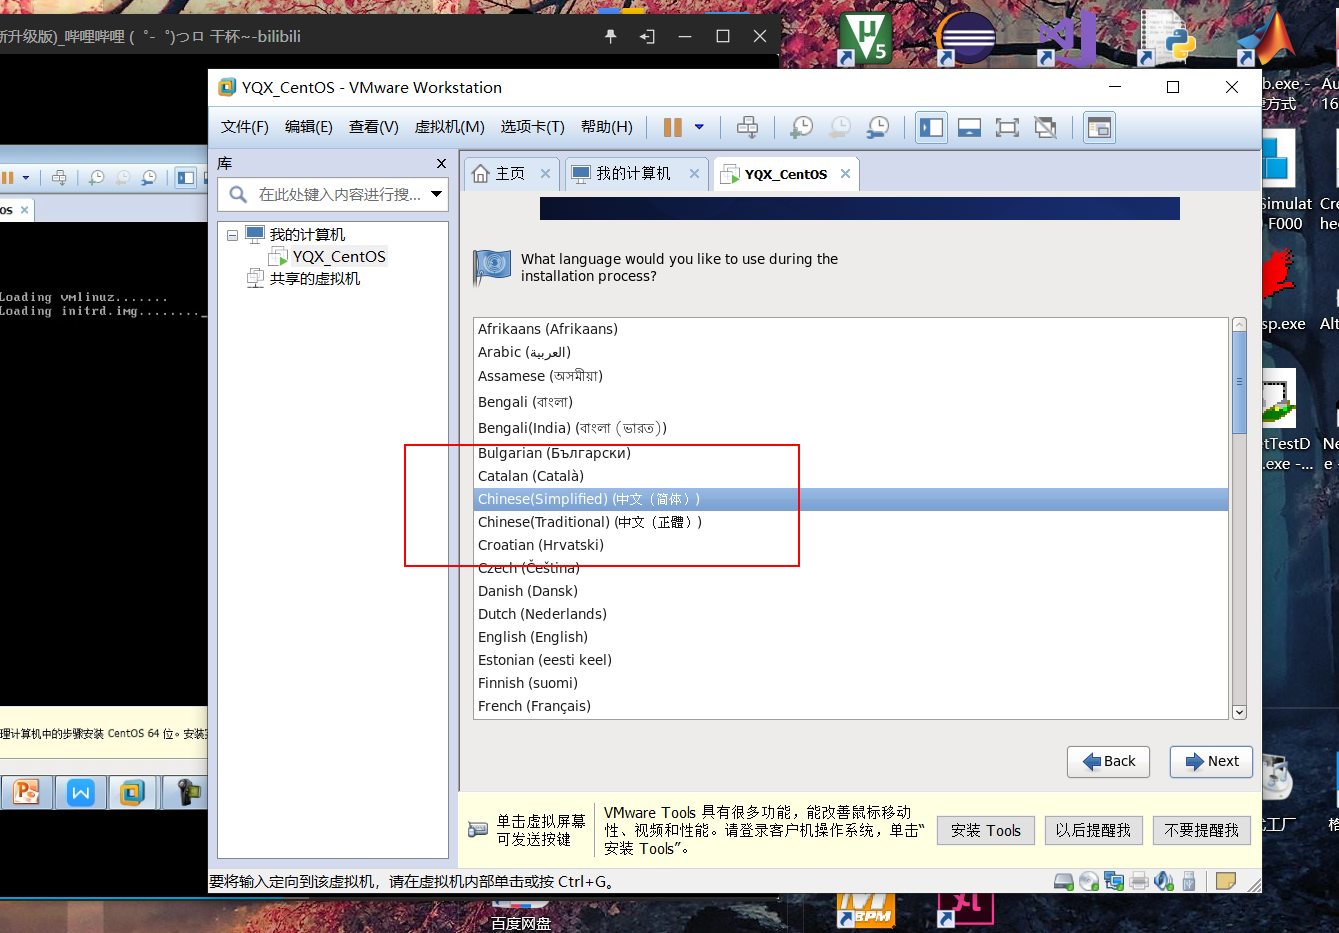 新升级版)_哔哩哔哩 ( ゜- ゜)つロ 干杯~-bilibili
YQX_CentOS - VMware Workstation
文件(F) 编辑(E) 查看(V) 虚拟机(M) 选项卡(T) 帮助(H)
库
主页
我的计算机
YQX_CentOS
在此处键入内容进行搜...
我的计算机
YQX_CentOS
共享的虚拟机
os
Loading vmlinuz.......
Loading initrd.img........_
What language would you like to use during the
installation process?
Afrikaans (Afrikaans)
Arabic (العربية)
Assamese (অসমীয়া)
Bengali (বাংলা)
Bengali(India) (বাংলা (ভারত))
Bulgarian (Български)
Catalan (Català)
Chinese(Simplified) (中文（简体）)
Chinese(Traditional) (中文（正體）)
Croatian (Hrvatski)
Czech (Čeština)
Danish (Dansk)
Dutch (Nederlands)
English (English)
Estonian (eesti keel)
Finnish (suomi)
French (Français)
Back
Next
理计算机中的步骤安装 CentOS 64 位。安装
单击虚拟屏幕
可发送按键
VMware Tools 具有很多功能，能改善鼠标移动
性、视频和性能。请登录客户机操作系统，单击“
安装 Tools”。
安装 Tools
以后提醒我
不要提醒我
要将输入定向到该虚拟机，请在虚拟机内部单击或按 Ctrl+G。
百度网盘
b.exe -
捷方式
Au
16
Simulat
F000
Cre
he
sp.exe
Alt
etTestD
.exe -...
Ne
e -
工厂
格
BPM